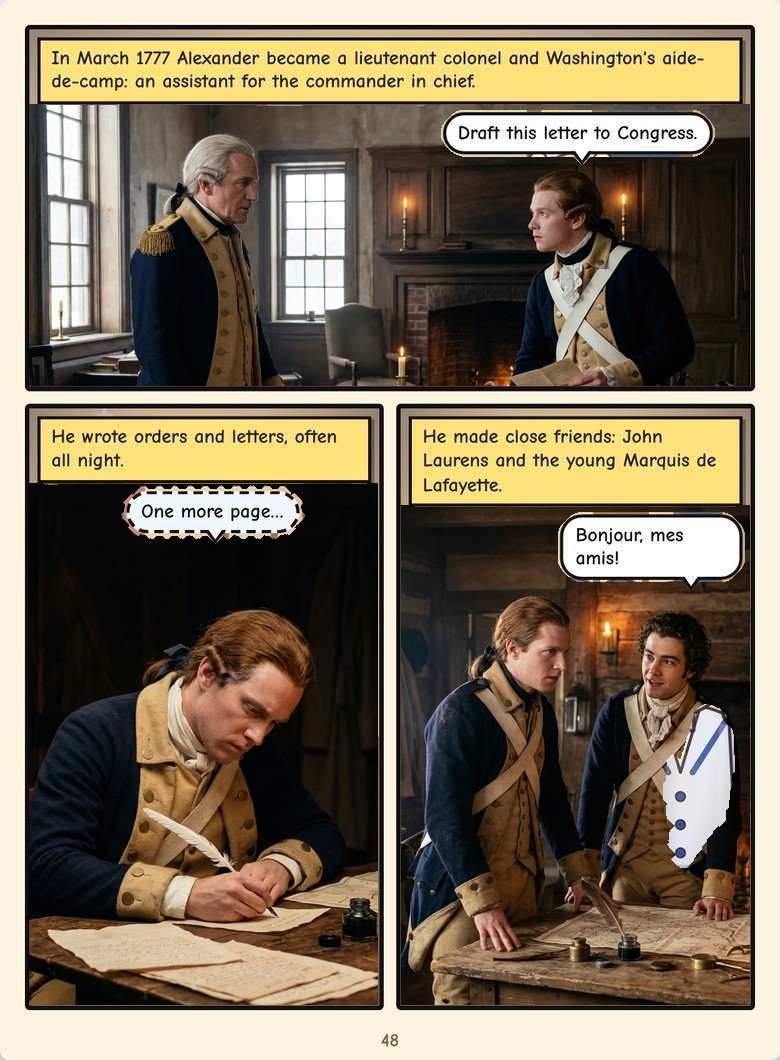 In March 1777 Alexander became a lieutenant colonel and Washington's aide-
de-camp: an assistant for the commander in chief.
Draft this letter to Congress.
He wrote orders and letters, often
all night.
One more page...
He made close friends: John
Laurens and the young Marquis de
Lafayette.
Bonjour, mes
amis!
48